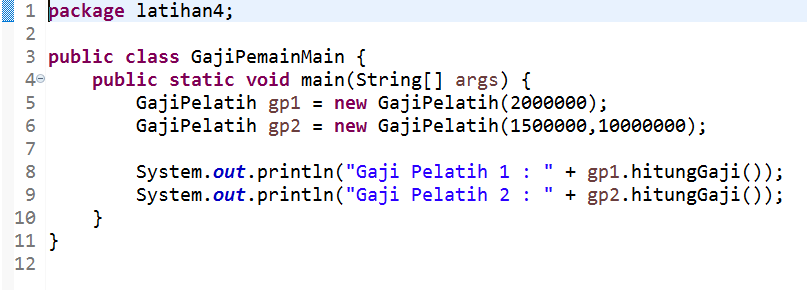 1 package latihan4;
2
3 public class GajiPemainMain {
4 public static void main(String[] args) {
5 GajiPelatih gp1 = new GajiPelatih(2000000);
6 GajiPelatih gp2 = new GajiPelatih(1500000,10000000);
7
8 System.out.println("Gaji Pelatih 1 : " + gp1.hitungGaji());
9 System.out.println("Gaji Pelatih 2 : " + gp2.hitungGaji());
10 }
11 }
12